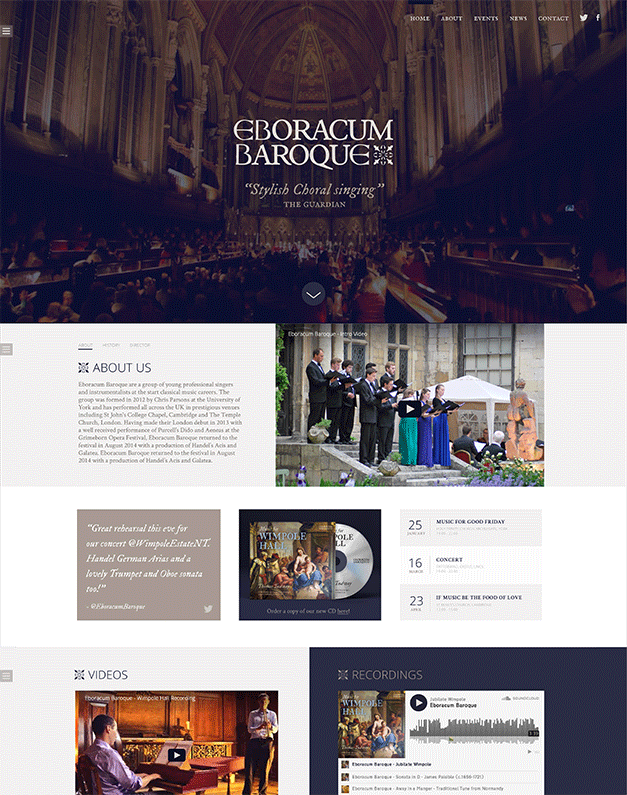 HOME ABOUT EVENTS NEWS CONTACT
EBORACUM
BAROQUE
“Stylish Choral singing”
THE GUARDIAN
ABOUT HISTORY DIRECTOR
ABOUT US
Eboracum Baroque are a group of young professional singers
and instrumentalists at the start classical music careers. The
group was formed in 2012 by Chris Parsons at the University of
York and has performed all across the UK in prestigious venues
including St John's College Chapel, Cambridge and The Temple
Church, London. Having made their London debut in 2013 with
a well received performance of Purcell's Dido and Aeneas at the
Grimeborn Opera Festival, Eboracum Baroque returned to the
festival in August 2014 with a production of Handel's Acis and
Galatea. Eboracum Baroque returned to the festival in August
2014 with a production of Handel's Acis and Galatea.
Eboracum Baroque - Intro Video
“Great rehearsal this eve for
our concert @WimpoleEstateNT.
Handel German Arias and a
lovely Trumpet and Oboe sonata
too!”
- @EboracumBaroque
Music for
WIMPOLE
HALL
Order a copy of our new CD here!
25
JANUARY
MUSIC FOR GOOD FRIDAY
16
MARCH
CONCERT
23
APRIL
IF MUSIC BE THE FOOD OF LOVE
VIDEOS
Eboracum Baroque - Wimpole Hall Recording
RECORDINGS
Music for
WIMPOLE
HALL
Jubilate Wimpole
Eboracum Baroque
SOUNDCLOUD
Eboracum Baroque - Jubilate Wimpole
Eboracum Baroque - Sonata in D - James Paisible (c.1656-1721)
Eboracum Baroque - Away in a Manger - Traditional Tune from Normandy